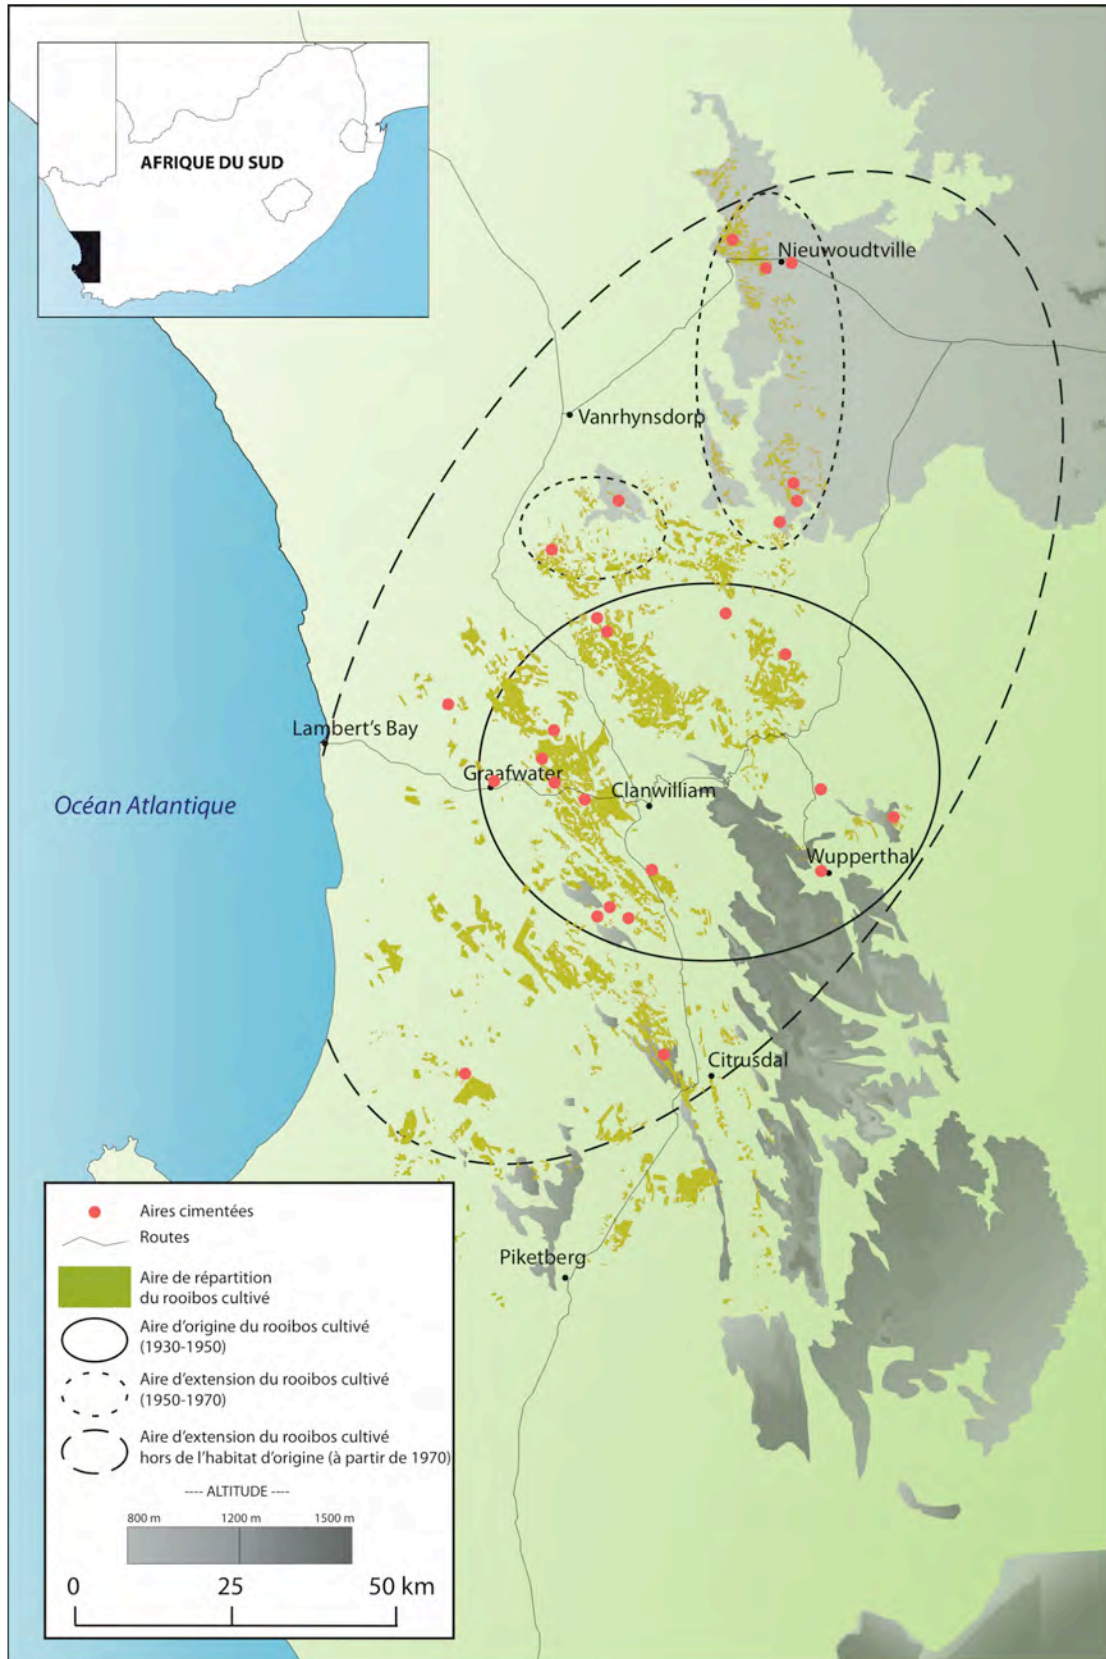 AFRIQUE DU SUD
Nieuwoudtville
Vanrhynsdorp
Lambert's Bay
Graafwater
Clanwilliam
Océan Atlantique
Wupperthal
Citrusdal
Piketberg
Aires cimentées
Routes
Aire de répartition
du rooibos cultivé
Aire d'origine du rooibos cultivé
(1930-1950)
Aire d'extension du rooibos cultivé
(1950-1970)
Aire d'extension du rooibos cultivé
hors de l'habitat d'origine (à partir de 1970)
---- ALTITUDE ----
800 m 1200 m 1500 m
0 25 50 km